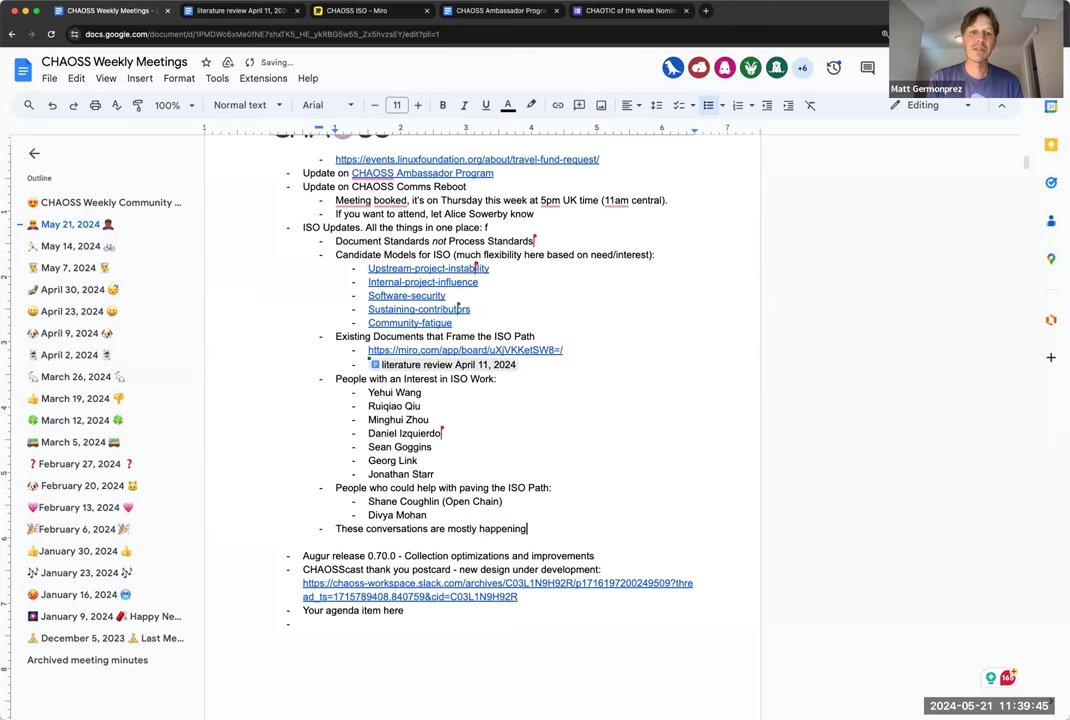 CHAOSS Weekly Meetings -
literature review April 11, 202
CHAOSS ISO - Miro
CHAOSS Ambassador Progra
CHAOTIC of the Week Nomin
docs.google.com/document/d/1PMDWc6xMe0fNE7shxTK5_HE_ykRBG5w55_Zx5hvzsEY/edit?pli=1
CHAOSS Weekly Meetings
Saving...
File Edit View Insert Format Tools Extensions Help
+6
Matt Germonprez
100% Normal text Arial 11 Editing
1 1 2 3 4 5 6 7
Outline
CHAOSS Weekly Community ...
May 21, 2024
May 14, 2024
May 7, 2024
April 30, 2024
April 23, 2024
April 9, 2024
April 2, 2024
March 26, 2024
March 19, 2024
March 12, 2024
March 5, 2024
February 27, 2024
February 20, 2024
February 13, 2024
February 6, 2024
January 30, 2024
January 23, 2024
January 16, 2024
January 9, 2024 Happy Ne...
December 5, 2023 Last Me...
Archived meeting minutes
- https://events.linuxfoundation.org/about/travel-fund-request/
- Update on CHAOSS Ambassador Program
- Update on CHAOSS Comms Reboot
- Meeting booked, it's on Thursday this week at 5pm UK time (11am central).
- If you want to attend, let Alice Sowerby know
- ISO Updates. All the things in one place: f
- Document Standards not Process Standards
- Candidate Models for ISO (much flexibility here based on need/interest):
- Upstream-project-instability
- Internal-project-influence
- Software-security
- Sustaining-contributors
- Community-fatigue
- Existing Documents that Frame the ISO Path
- https://miro.com/app/board/uXjVKKetSW8=/
- literature review April 11, 2024
- People with an Interest in ISO Work:
- Yehui Wang
- Ruiqiao Qiu
- Minghui Zhou
- Daniel Izquierdo
- Sean Goggins
- Georg Link
- Jonathan Starr
- People who could help with paving the ISO Path:
- Shane Coughlin (Open Chain)
- Divya Mohan
- These conversations are mostly happening
- Augur release 0.70.0 - Collection optimizations and improvements
- CHAOSScast thank you postcard - new design under development:
https://chaoss-workspace.slack.com/archives/C03L1N9H92R/p1716197200249509?thre
ad_ts=1715789408.840759&cid=C03L1N9H92R
- Your agenda item here
-
165
2024-05-21 11:39:45